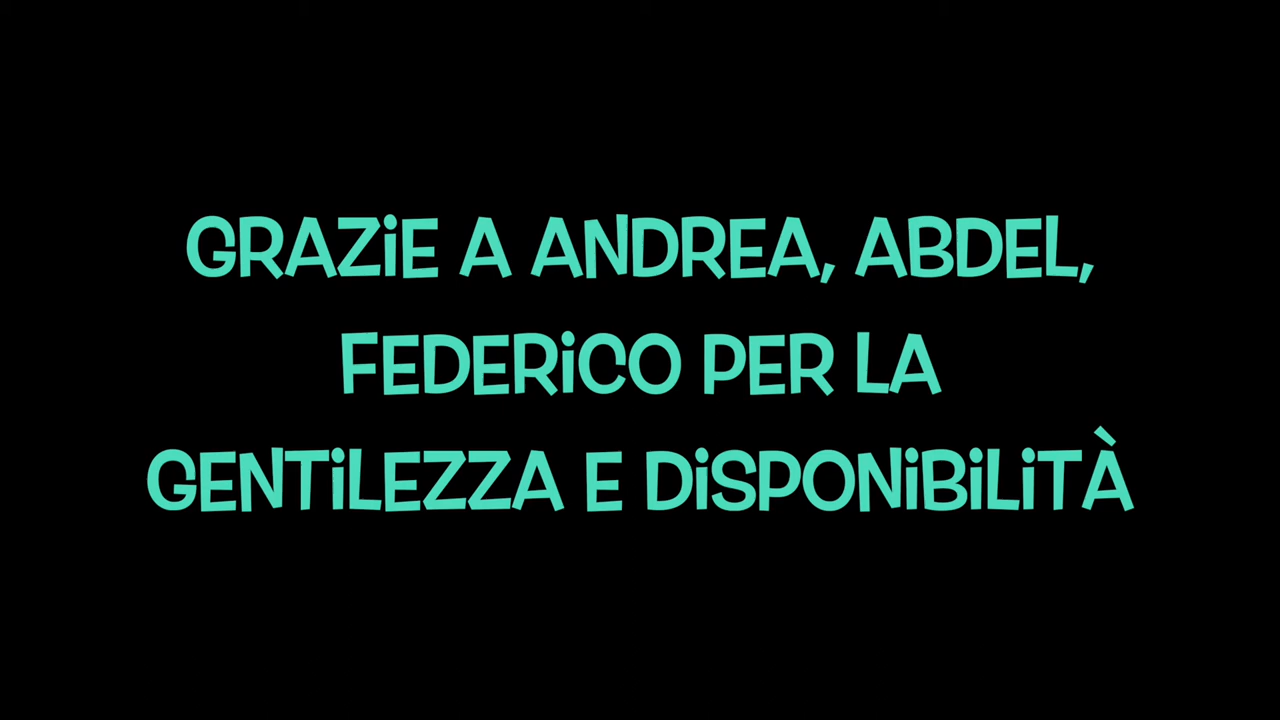 GRAZiE A ANDREA, ABDEL,
FEDERiCO PER LA
GENTiLEZZA E DiSPONiBiLiTÀ